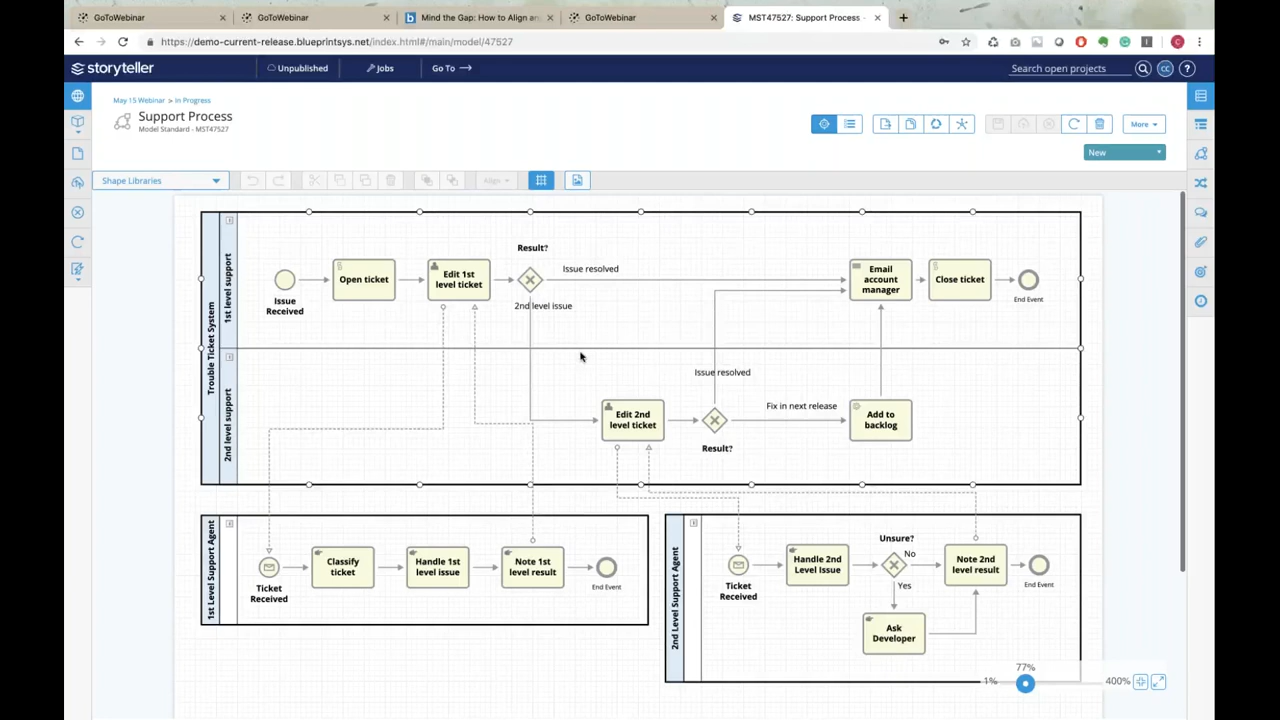 GoToWebinar
GoToWebinar
Mind the Gap: How to Align an
GoToWebinar
MST47527: Support Process -
https://demo-current-release.blueprintsys.net/index.html#/main/model/47527
storyteller
Unpublished
Jobs
Go To
Search open projects
CC
?
May 15 Webinar > In Progress
Support Process
Model Standard - MST47527
More
New
Shape Libraries
Align
Trouble Ticket System
1st level support
Issue
Received
Open ticket
Edit 1st
level ticket
Result?
Issue resolved
2nd level issue
Email
account
manager
Close ticket
End Event
2nd level support
Edit 2nd
level ticket
Issue resolved
Result?
Fix in next release
Add to
backlog
1st Level Support Agent
Ticket
Received
Classify
ticket
Handle 1st
level issue
Note 1st
level result
End Event
2nd Level Support Agent
Ticket
Received
Handle 2nd
Level Issue
Unsure?
No
Yes
Ask
Developer
Note 2nd
level result
End Event
77%
1%
400%